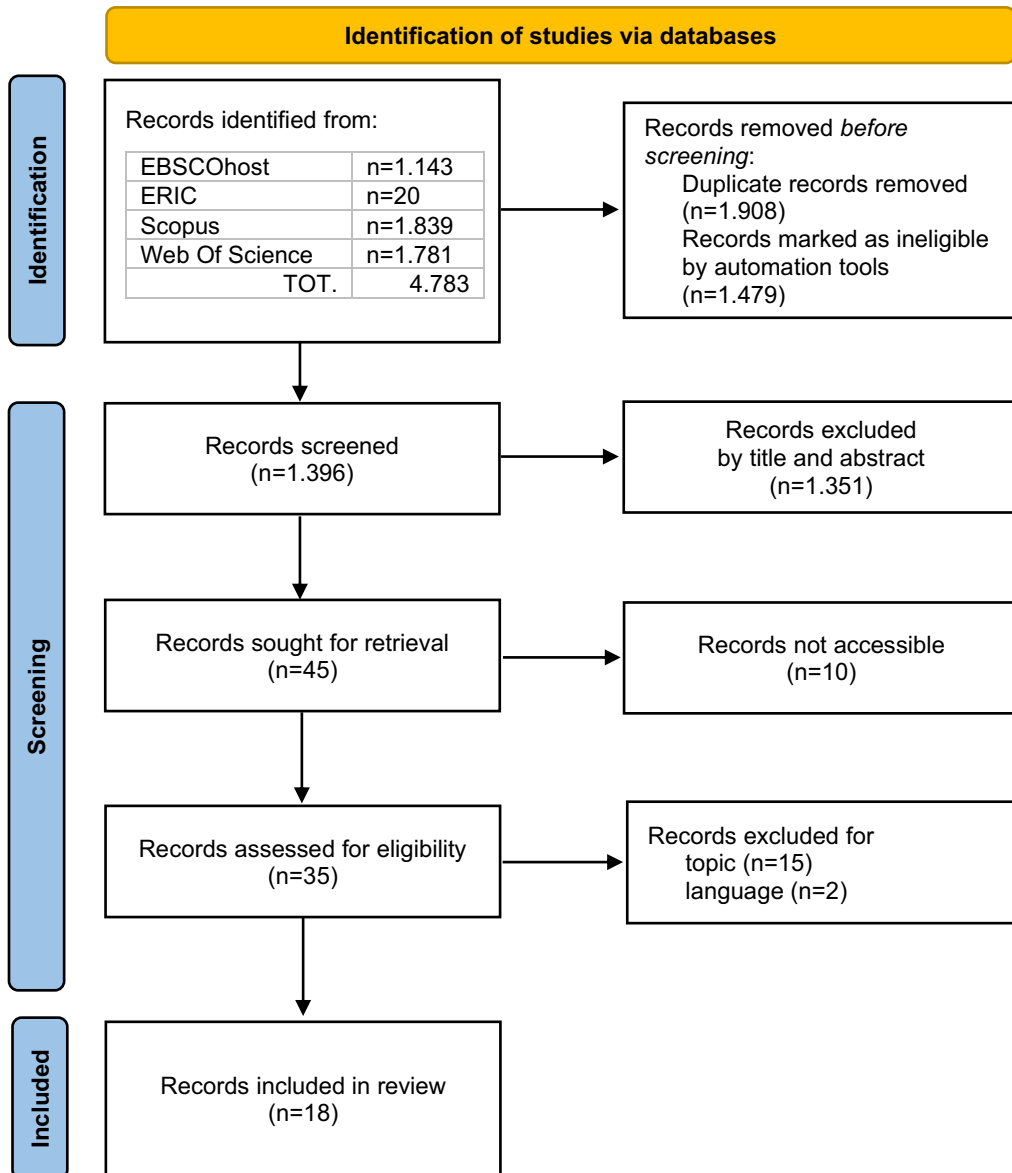 Identification of studies via databases
Identification
Records identified from:
EBSCOhost n=1.143
ERIC n=20
Scopus n=1.839
Web Of Science n=1.781
TOT. 4.783
Records removed before
screening:
Duplicate records removed
(n=1.908)
Records marked as ineligible
by automation tools
(n=1.479)
Screening
Records screened
(n=1.396)
Records excluded
by title and abstract
(n=1.351)
Records sought for retrieval
(n=45)
Records not accessible
(n=10)
Records assessed for eligibility
(n=35)
Records excluded for
topic (n=15)
language (n=2)
Included
Records included in review
(n=18)